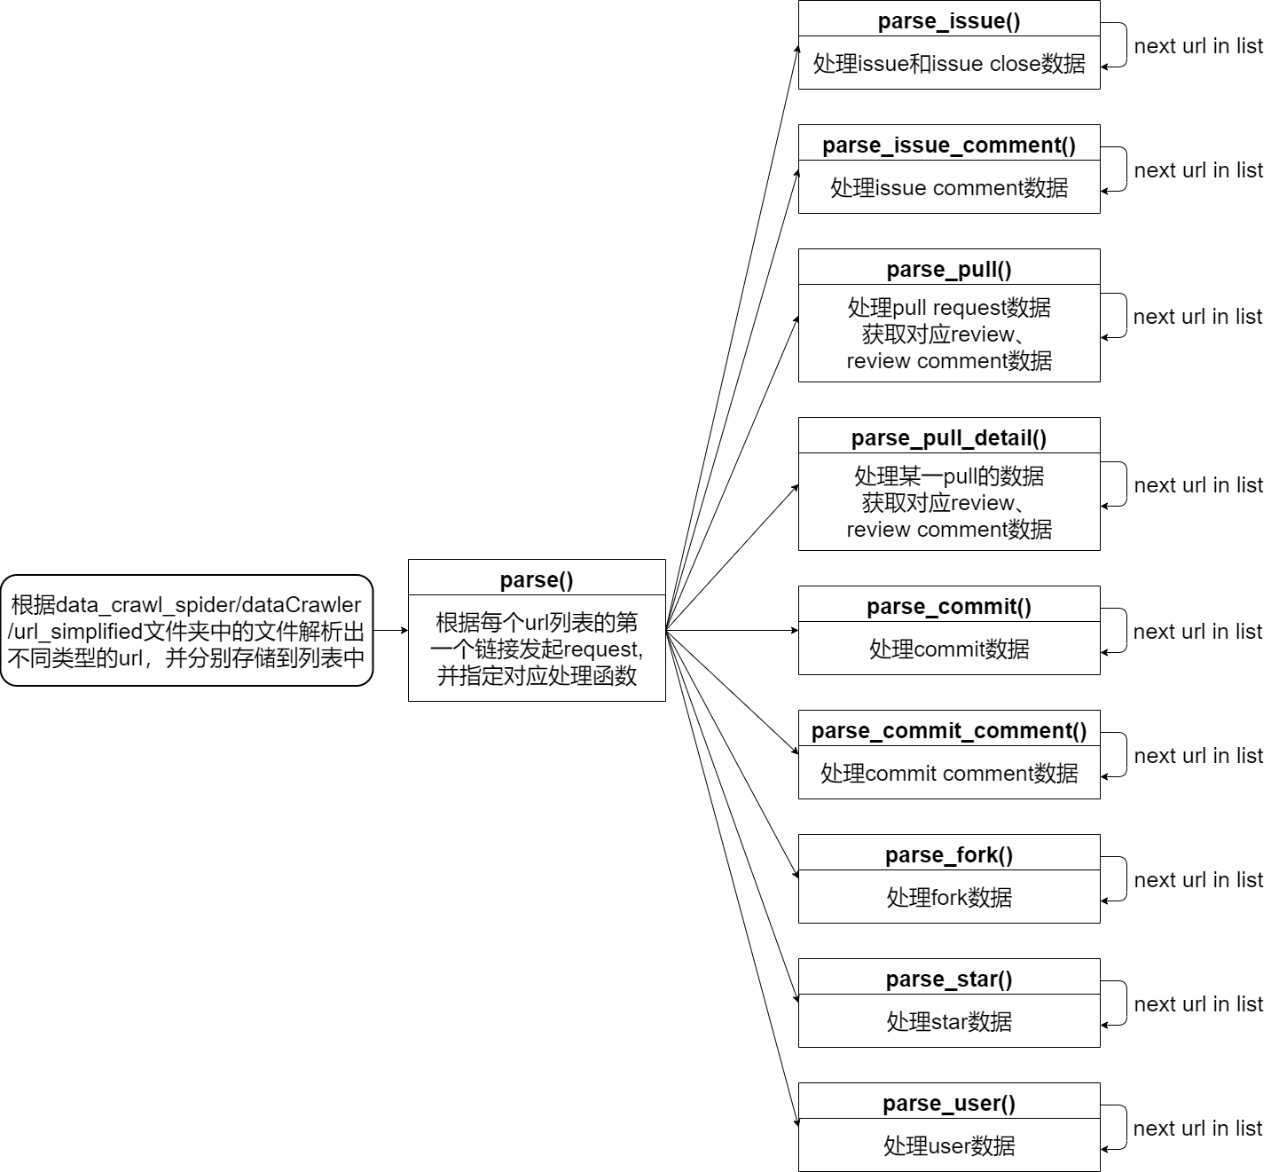 根据data_crawl_spider/dataCrawler
/url_simplified文件夹中的文件解析出
不同类型的url，并分别存储到列表中
parse()
根据每个url列表的第
一个链接发起request,
并指定对应处理函数
parse_issue()
处理issue和issue close数据
next url in list
parse_issue_comment()
处理issue comment数据
next url in list
parse_pull()
处理pull request数据
获取对应review、
review comment数据
next url in list
parse_pull_detail()
处理某一pull的数据
获取对应review、
review comment数据
next url in list
parse_commit()
处理commit数据
next url in list
parse_commit_comment()
处理commit comment数据
next url in list
parse_fork()
处理fork数据
next url in list
parse_star()
处理star数据
next url in list
parse_user()
处理user数据
next url in list